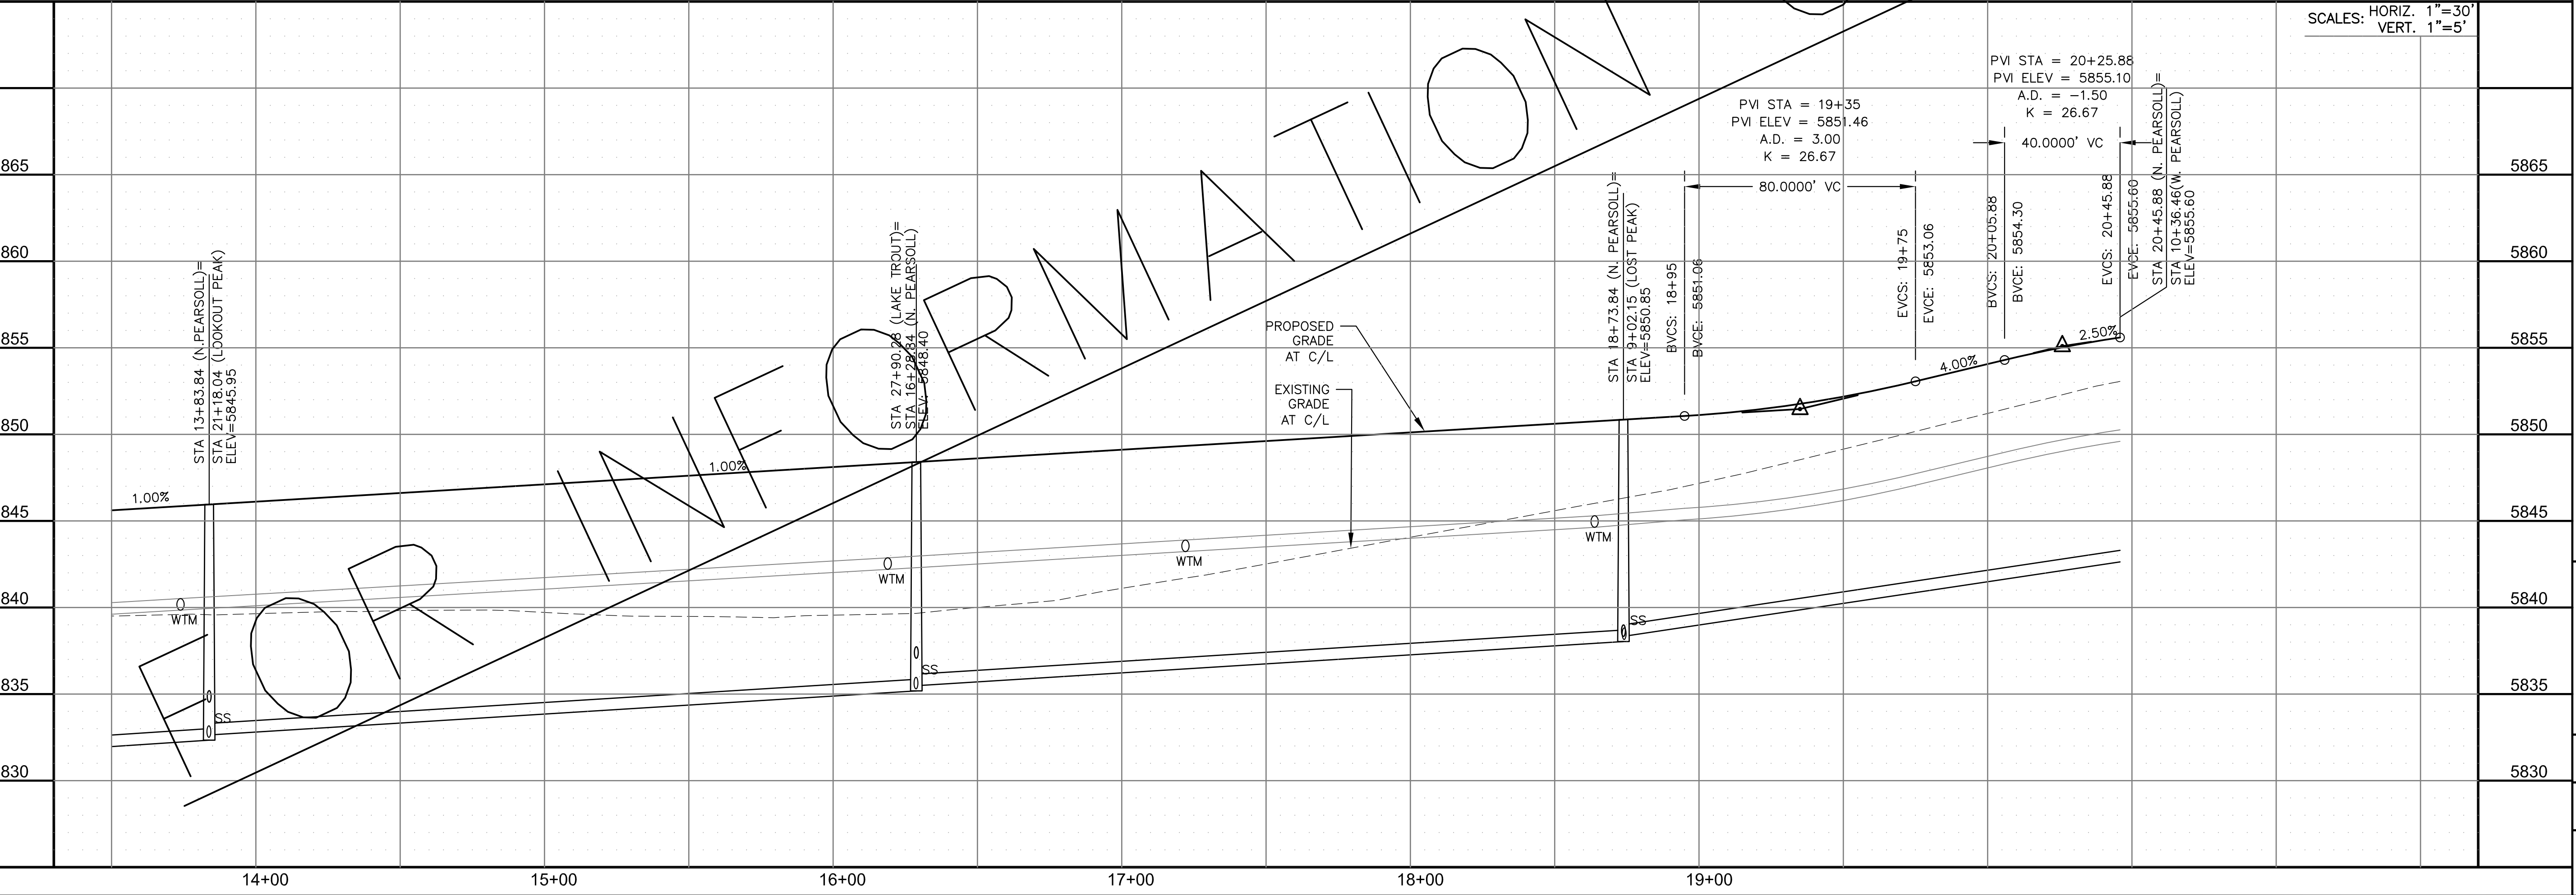 SCALES: HORIZ. 1"=30'
VERT. 1"=5'
PVI STA = 20+25.88
PVI ELEV = 5855.10
A.D. = -1.50
K = 26.67
40.0000' VC
PVI STA = 19+35
PVI ELEV = 5851.46
A.D. = 3.00
K = 26.67
80.0000' VC
FOR INFORMATION
STA 13+83.84 (N.PEARSOLL)=
STA 21+18.04 (LOOKOUT PEAK)
ELEV=5845.95
STA 27+90.28 (LAKE TROUT)=
STA 16+28.84 (N. PEARSOLL)
ELEV: 5848.40
STA 18+73.84 (N. PEARSOLL)=
STA 9+02.15 (LOST PEAK)
ELEV=5850.85
BVCS: 18+95
BVCE: 5851.06
EVCS: 19+75
EVCE: 5853.06
BVCS: 20+05.88
BVCE: 5854.30
EVCS: 20+45.88
EVCE: 5855.60
STA 20+45.88 (N. PEARSOLL)=
STA 10+36.46(W. PEARSOLL)
ELEV=5855.60
PROPOSED
GRADE
AT C/L
EXISTING
GRADE
AT C/L
1.00%
1.00%
4.00%
2.50%
WTM
WTM
WTM
WTM
SS
SS
SS
865
860
855
850
845
840
835
830
5865
5860
5855
5850
5845
5840
5835
5830
14+00
15+00
16+00
17+00
18+00
19+00